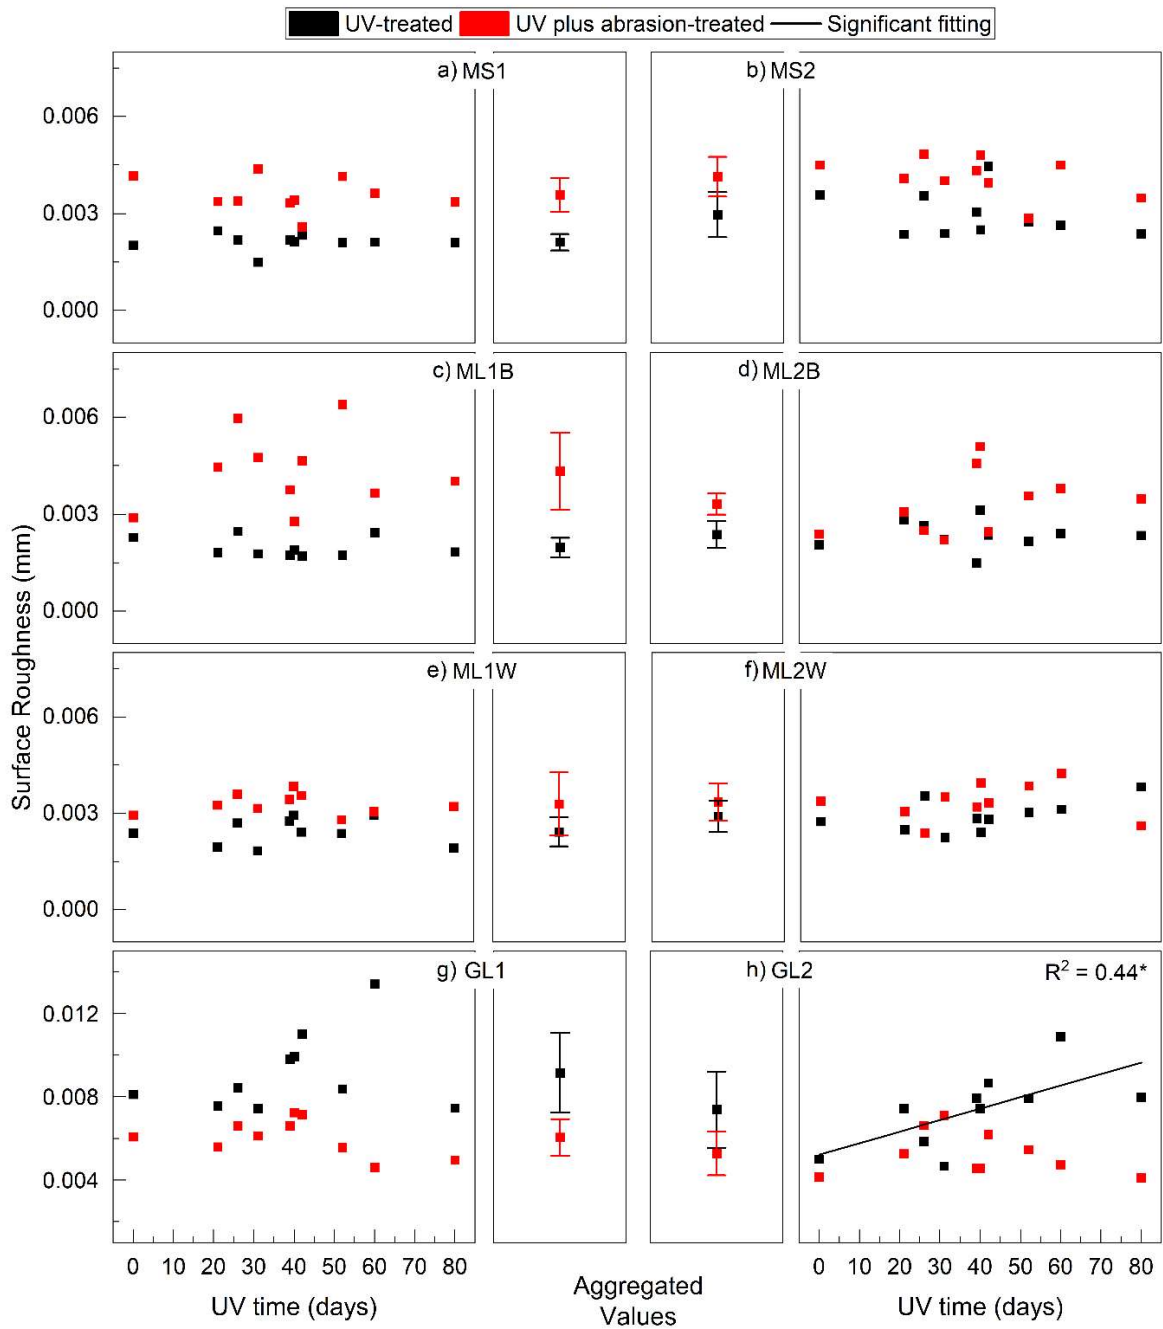 UV-treated UV plus abrasion-treated Significant fitting
a) MS1
b) MS2
0.006
0.003
0.000
c) ML1B
d) ML2B
0.006
0.003
0.000
e) ML1W
f) ML2W
0.006
0.003
0.000
g) GL1
h) GL2
R² = 0.44*
0.012
0.008
0.004
Surface Roughness (mm)
0 10 20 30 40 50 60 70 80
0 10 20 30 40 50 60 70 80
UV time (days)
Aggregated
Values
UV time (days)